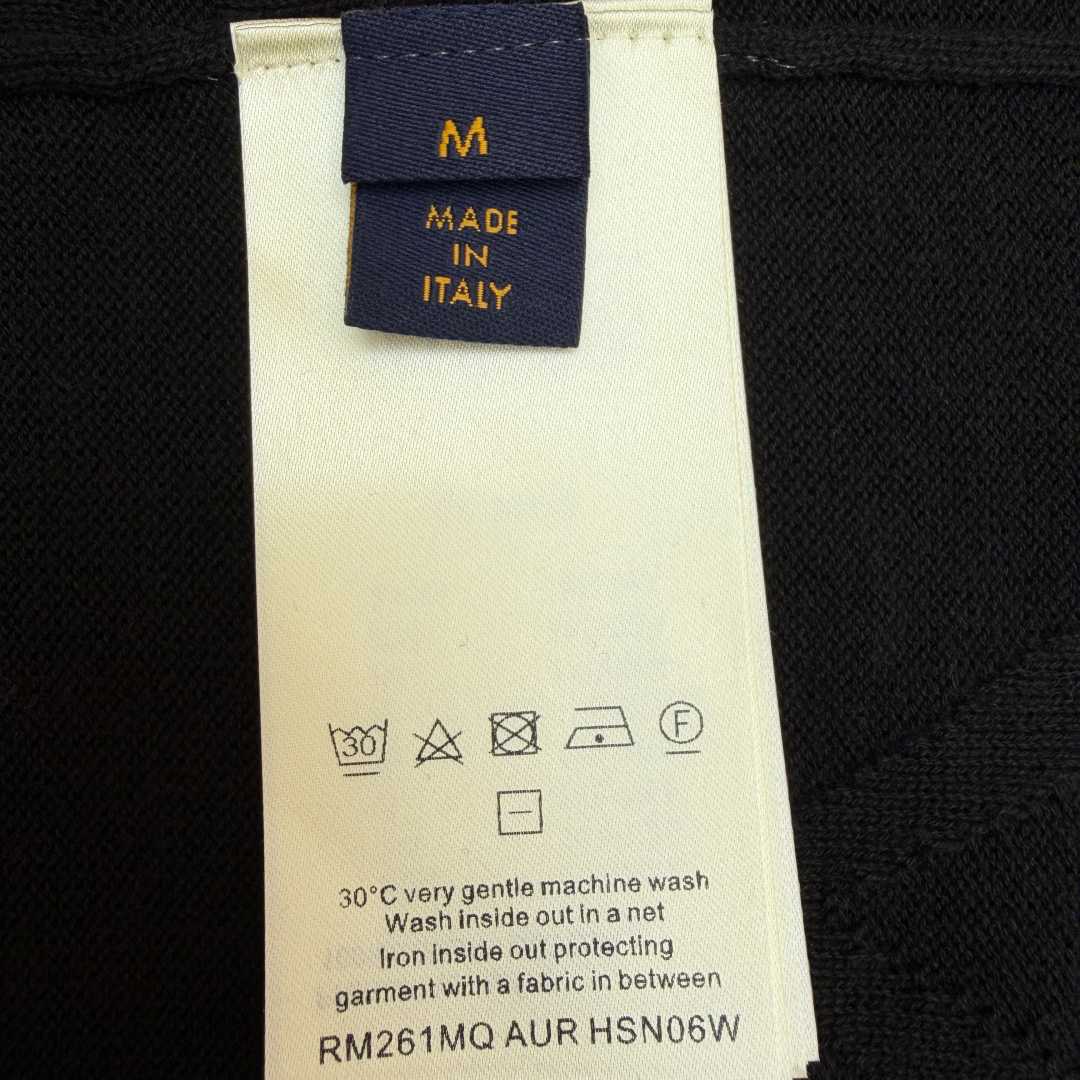 M
MADE
IN
ITALY
30
F
30°C very gentle machine wash
Wash inside out in a net
Iron inside out protecting
garment with a fabric in between
RM261MQ AUR HSN06W